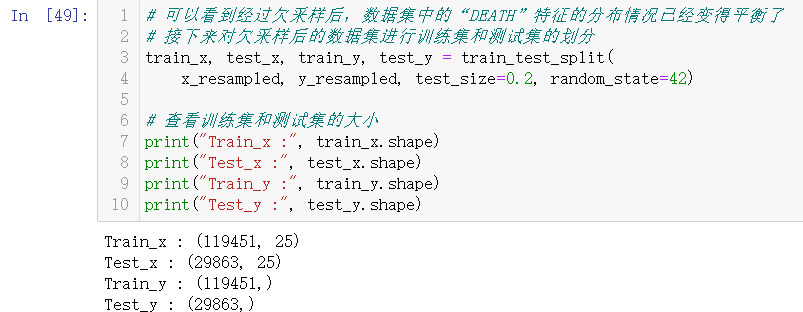 In [49]:
1 # 可以看到经过欠采样后，数据集中的“DEATH”特征的分布情况已经变得平衡了
2 # 接下来对欠采样后的数据集进行训练集和测试集的划分
3 train_x, test_x, train_y, test_y = train_test_split(
4     x_resampled, y_resampled, test_size=0.2, random_state=42)
5
6 # 查看训练集和测试集的大小
7 print("Train_x :", train_x.shape)
8 print("Test_x :", test_x.shape)
9 print("Train_y :", train_y.shape)
10 print("Test_y :", test_y.shape)
Train_x : (119451, 25)
Test_x : (29863, 25)
Train_y : (119451,)
Test_y : (29863,)